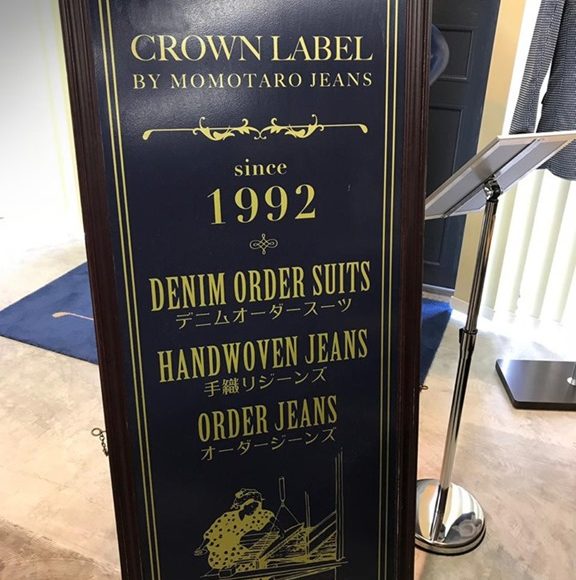 CROWN LABEL
BY MOMOTARO JEANS
since
1992
DENIM ORDER SUITS
デニムオーダースーツ
HANDWOVEN JEANS
手織リジーンズ
ORDER JEANS
オーダージーンズ